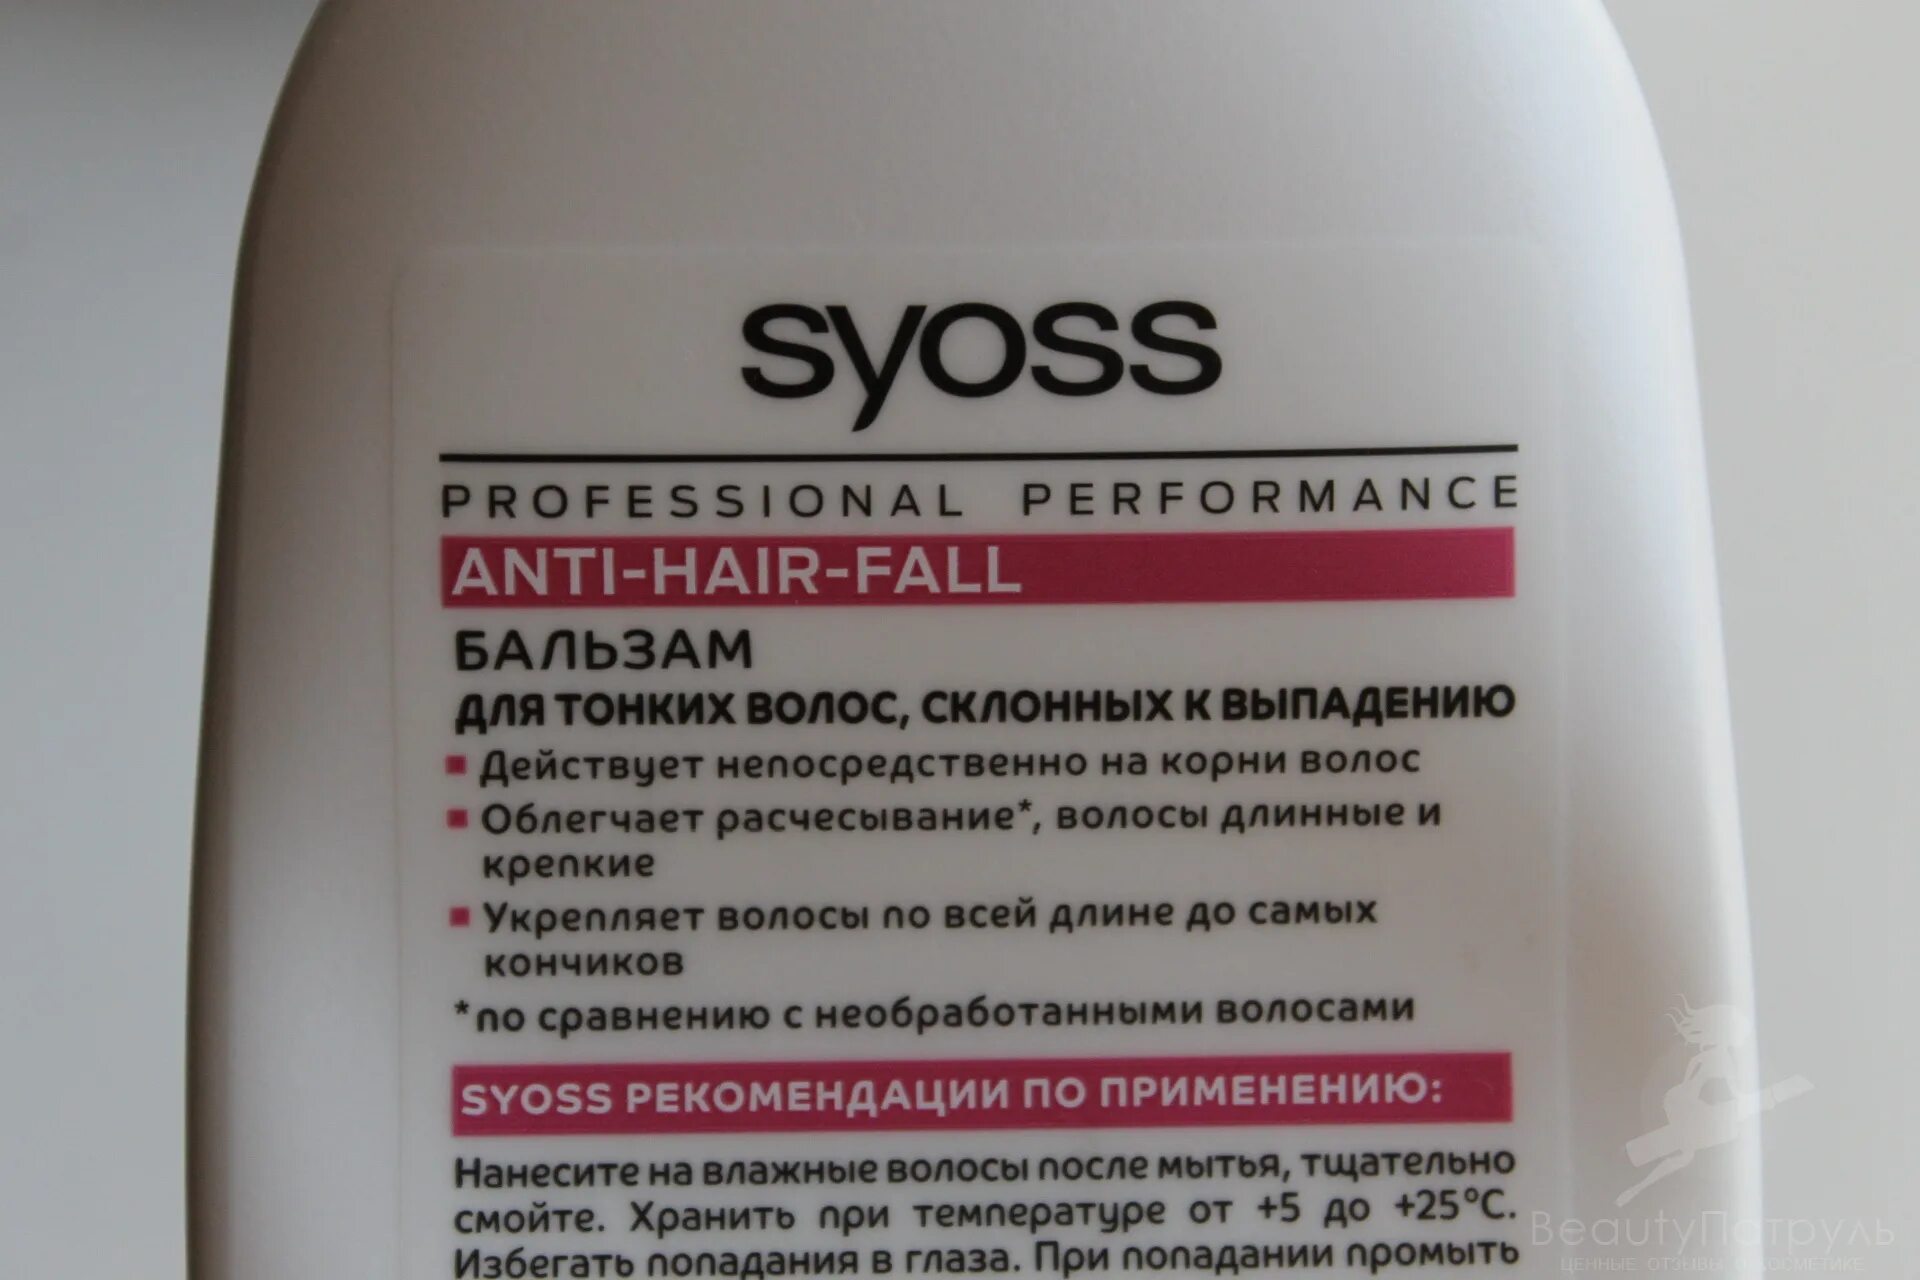 syoss
PROFESSIONAL PERFORMANCE
ANTI-HAIR-FALL
БАЛЬЗАМ
ДЛЯ ТОНКИХ ВОЛОС, СКЛОННЫХ К ВЫПАДЕНИЮ
Действует непосредственно на корни волос
Облегчает расчесывание*, волосы длинные и
крепкие
Укрепляет волосы по всей длине до самых
кончиков
*по сравнению с необработанными волосами
SYOSS РЕКОМЕНДАЦИИ ПО ПРИМЕНЕНИЮ:
Нанесите на влажные волосы после мытья, тщательно
смойте. Хранить при температуре от +5 до +25°C.
Избегать попадания в глаза. При попадании промыть
BeautyПатруль
ЦЕННЫЕ ОТЗЫВЫ О КОСМЕТИКЕ